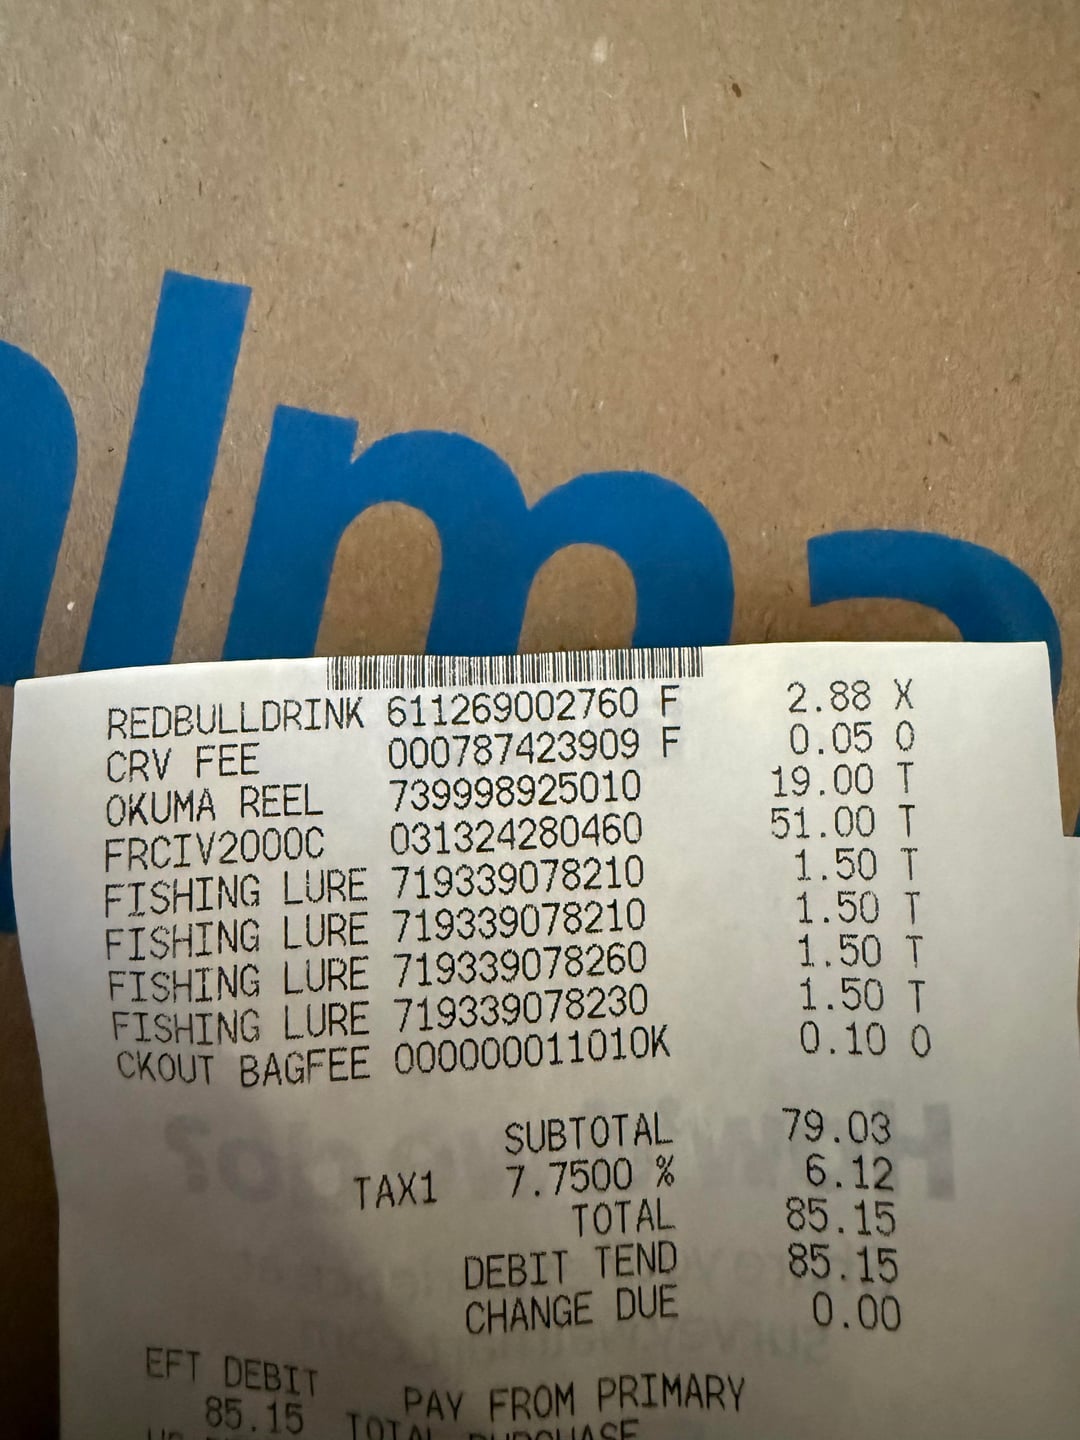 lma
REDBULLDRINK 611269002760 F 2.88 X
CRV FEE 000787423909 F 0.05 O
OKUMA REEL 739998925010 19.00 T
FRCIV2000C 031324280460 51.00 T
FISHING LURE 719339078210 1.50 T
FISHING LURE 719339078210 1.50 T
FISHING LURE 719339078260 1.50 T
FISHING LURE 719339078230 1.50 T
CKOUT BAGFEE 000000011010K 0.10 O
SUBTOTAL 79.03
TAX1 7.7500 % 6.12
TOTAL 85.15
DEBIT TEND 85.15
CHANGE DUE 0.00
EFT DEBIT PAY FROM PRIMARY
85.15 TOTAL PURCHASE